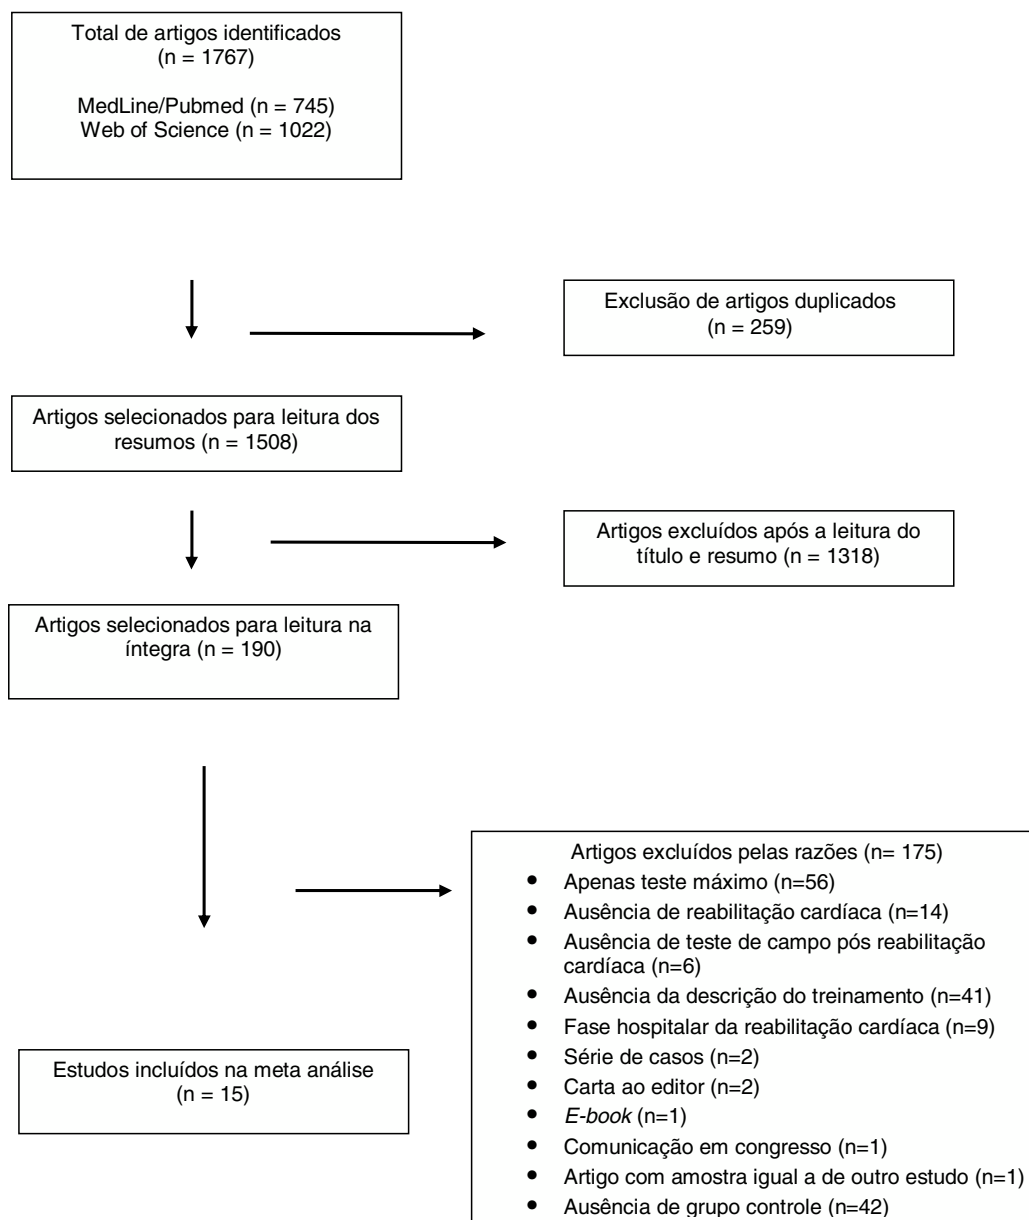 Total de artigos identificados
(n = 1767)
MedLine/Pubmed (n = 745)
Web of Science (n = 1022)
Exclusão de artigos duplicados
(n = 259)
Artigos selecionados para leitura dos
resumos (n = 1508)
Artigos excluídos após a leitura do
título e resumo (n = 1318)
Artigos selecionados para leitura na
íntegra (n = 190)
Artigos excluídos pelas razões (n= 175)
• Apenas teste máximo (n=56)
• Ausência de reabilitação cardíaca (n=14)
• Ausência de teste de campo pós reabilitação
cardíaca (n=6)
• Ausência da descrição do treinamento (n=41)
• Fase hospitalar da reabilitação cardíaca (n=9)
• Série de casos (n=2)
• Carta ao editor (n=2)
• E-book (n=1)
• Comunicação em congresso (n=1)
• Artigo com amostra igual a de outro estudo (n=1)
• Ausência de grupo controle (n=42)
Estudos incluídos na meta análise
(n = 15)